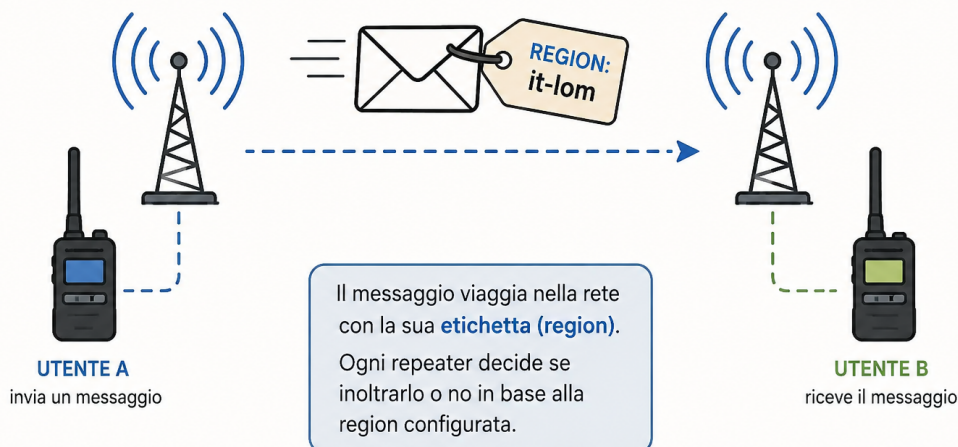 REGION:
it-lom
UTENTE A
invia un messaggio
Il messaggio viaggia nella rete
con la sua etichetta (region).
Ogni repeater decide se
inoltrarlo o no in base alla
region configurata.
UTENTE B
riceve il messaggio